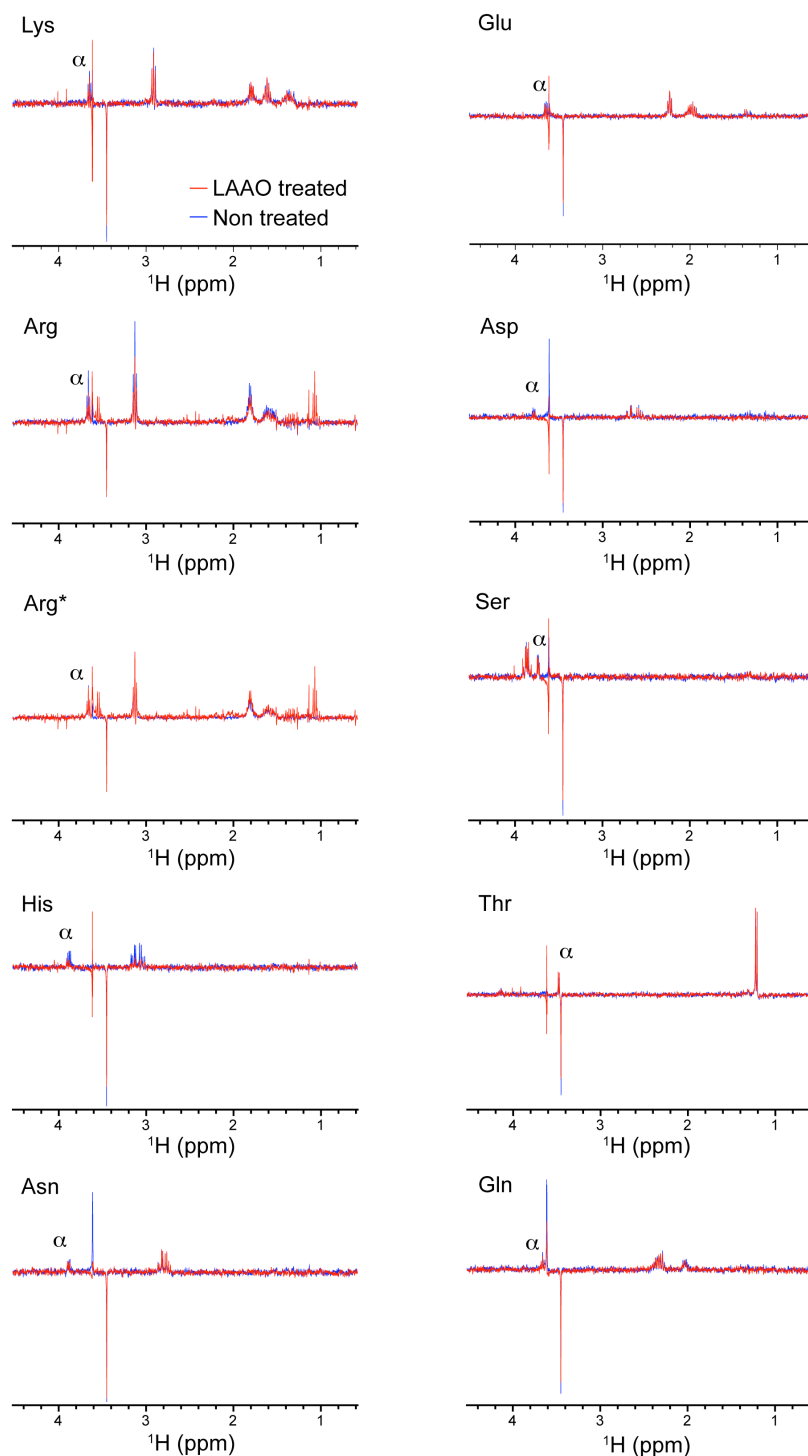 Lys
α
LAAO treated
Non treated
4 3 2 1
¹H (ppm)
Glu
α
4 3 2 1
¹H (ppm)
Arg
α
4 3 2 1
¹H (ppm)
Asp
α
4 3 2 1
¹H (ppm)
Arg*
α
4 3 2 1
¹H (ppm)
Ser
α
4 3 2 1
¹H (ppm)
His
α
4 3 2 1
¹H (ppm)
Thr
α
4 3 2 1
¹H (ppm)
Asn
α
4 3 2 1
¹H (ppm)
Gln
α
4 3 2 1
¹H (ppm)